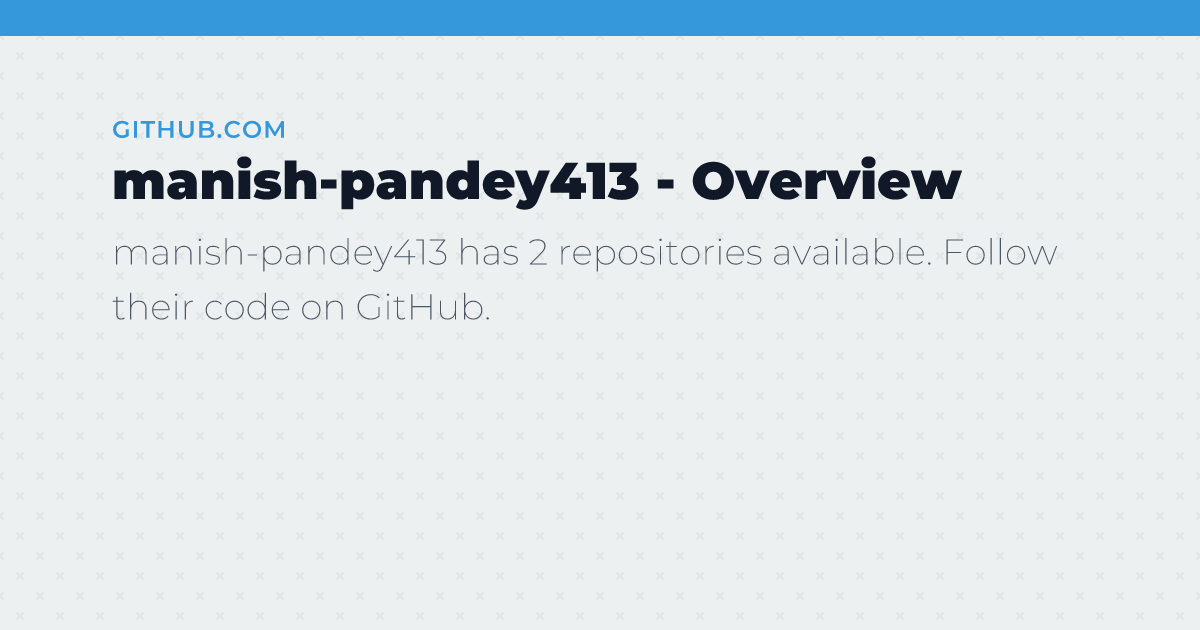 GITHUB.COM
manish-pandey413 - Overview
manish-pandey413 has 2 repositories available. Follow
their code on GitHub.